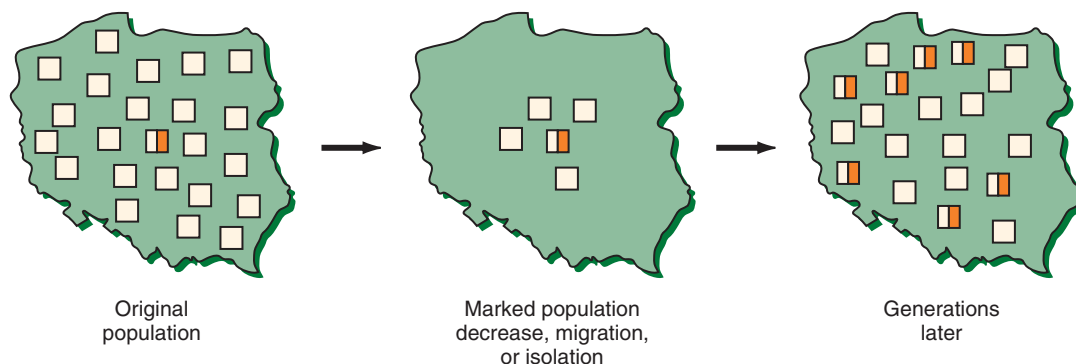 Original
population
Marked population
decrease, migration,
or isolation
Generations
later